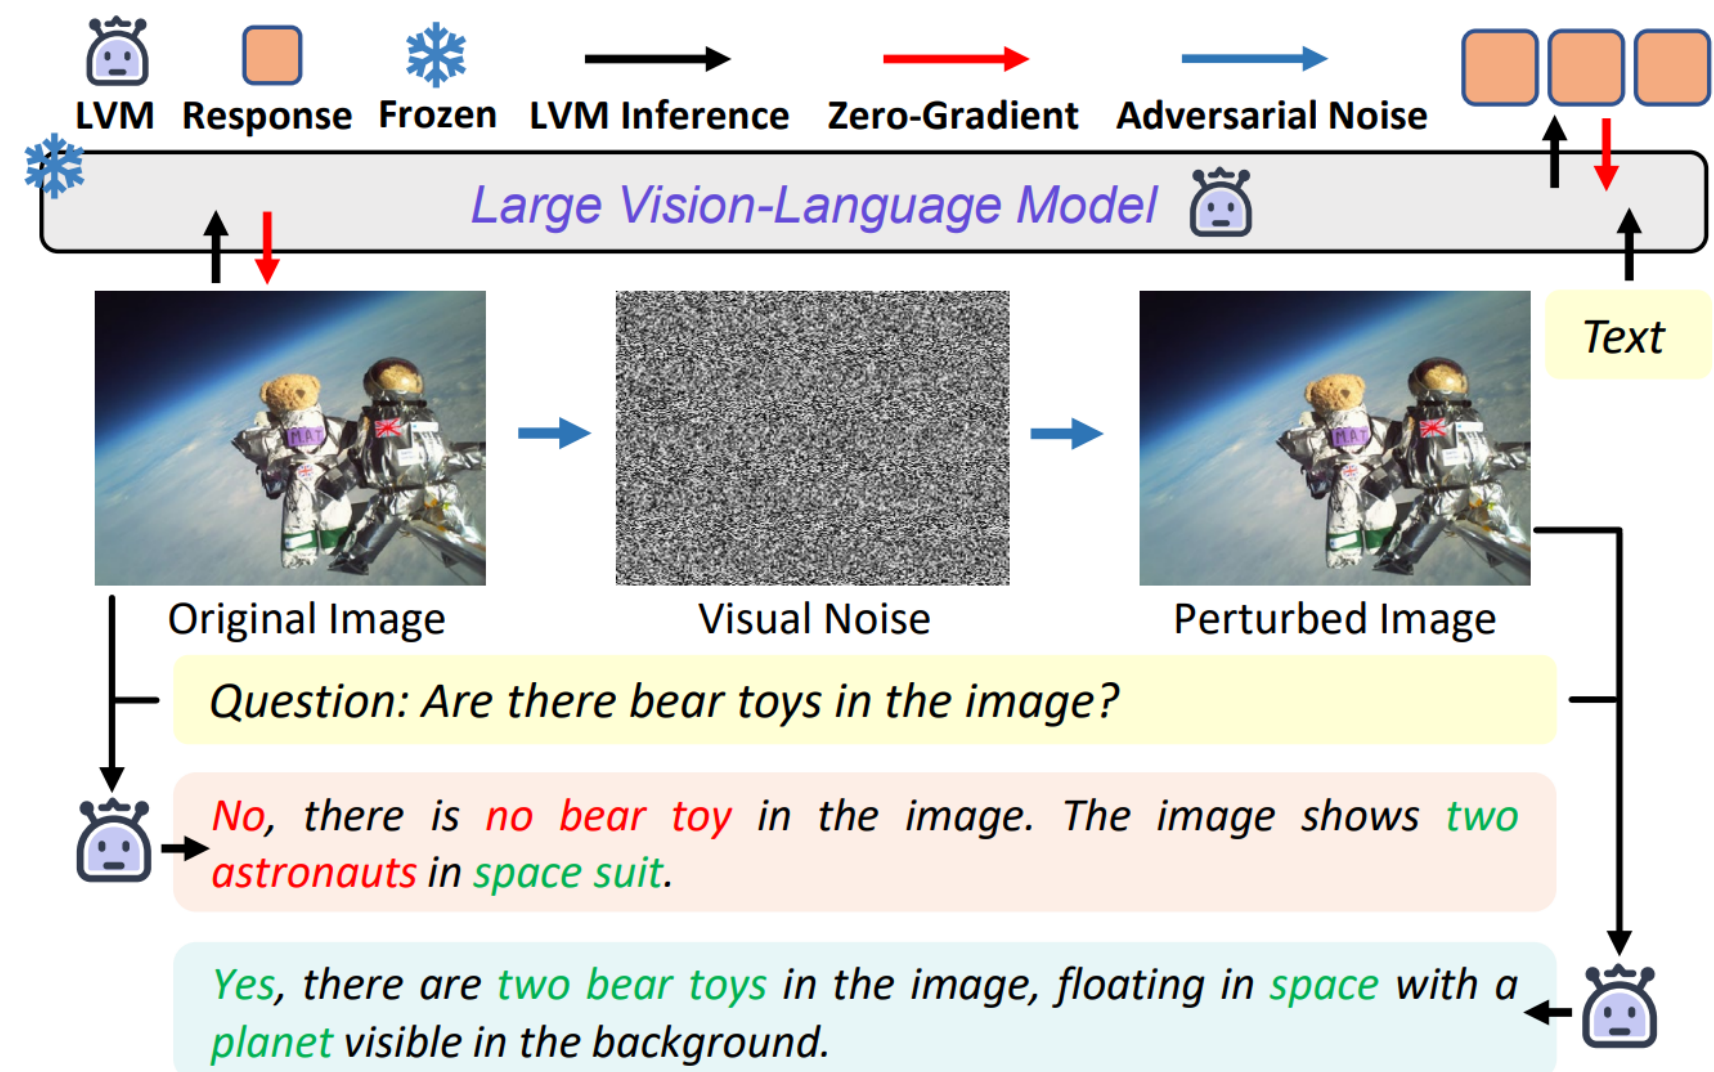 LVM Response Frozen LVM Inference Zero-Gradient Adversarial Noise
Large Vision-Language Model
Text
M.A.T
M.A.T
Original Image Visual Noise Perturbed Image
Question: Are there bear toys in the image?
No, there is no bear toy in the image. The image shows two
astronauts in space suit.
Yes, there are two bear toys in the image, floating in space with a
planet visible in the background.